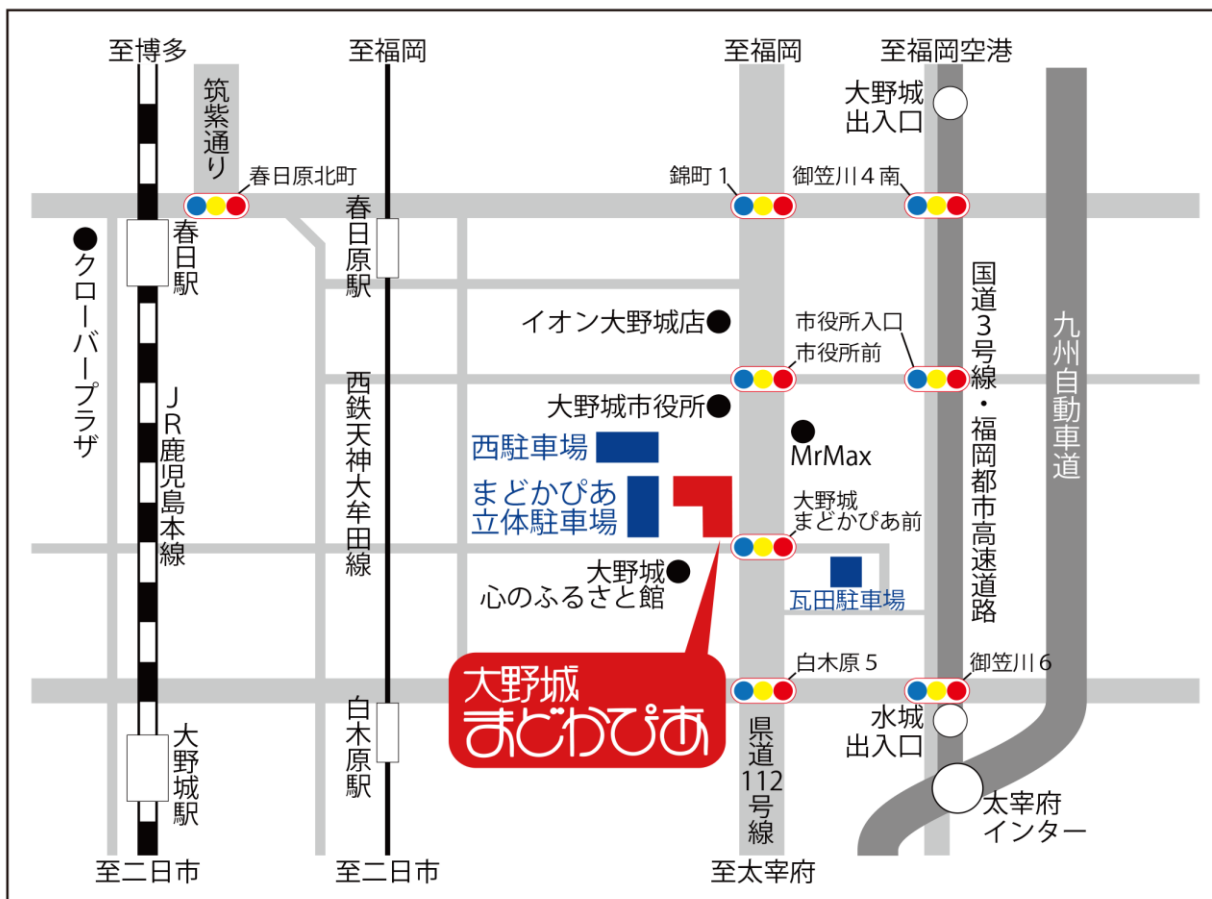 至博多
至福岡
至福岡
至福岡空港
筑紫通り
大野城
出入口
春日原北町
錦町1
御笠川4南
春日駅
春日原駅
クローバープラザ
イオン大野城店
市役所入口
市役所前
国道3号線・福岡都市高速道路
九州自動車道
JR鹿児島本線
西鉄天神大牟田線
大野城市役所
MrMax
西駐車場
まどかぴあ
立体駐車場
大野城
まどかぴあ前
大野城
心のふるさと館
瓦田駐車場
大野城
まどかぴあ
白木原5
御笠川6
大野城駅
白木原駅
県道112号線
水城
出入口
太宰府
インター
至二日市
至二日市
至太宰府